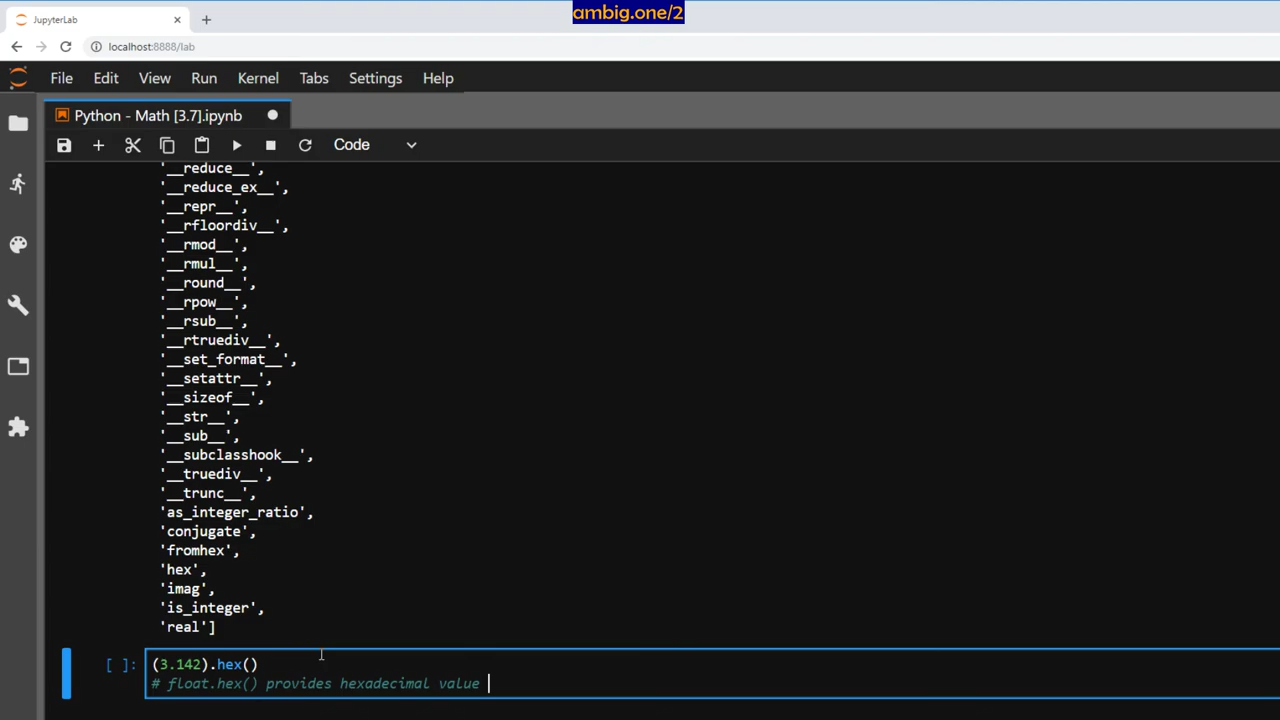 ambig.one/2
JupyterLab
localhost:8888/lab
File Edit View Run Kernel Tabs Settings Help
Python - Math [3.7].ipynb
Code
'__reduce__',
'__reduce_ex__',
'__repr__',
'__rfloordiv__',
'__rmod__',
'__rmul__',
'__round__',
'__rpow__',
'__rsub__',
'__rtruediv__',
'__set_format__',
'__setattr__',
'__sizeof__',
'__str__',
'__sub__',
'__subclasshook__',
'__truediv__',
'__trunc__',
'as_integer_ratio',
'conjugate',
'fromhex',
'hex',
'imag',
'is_integer',
'real']
[ ]: (3.142).hex()
# float.hex() provides hexadecimal value